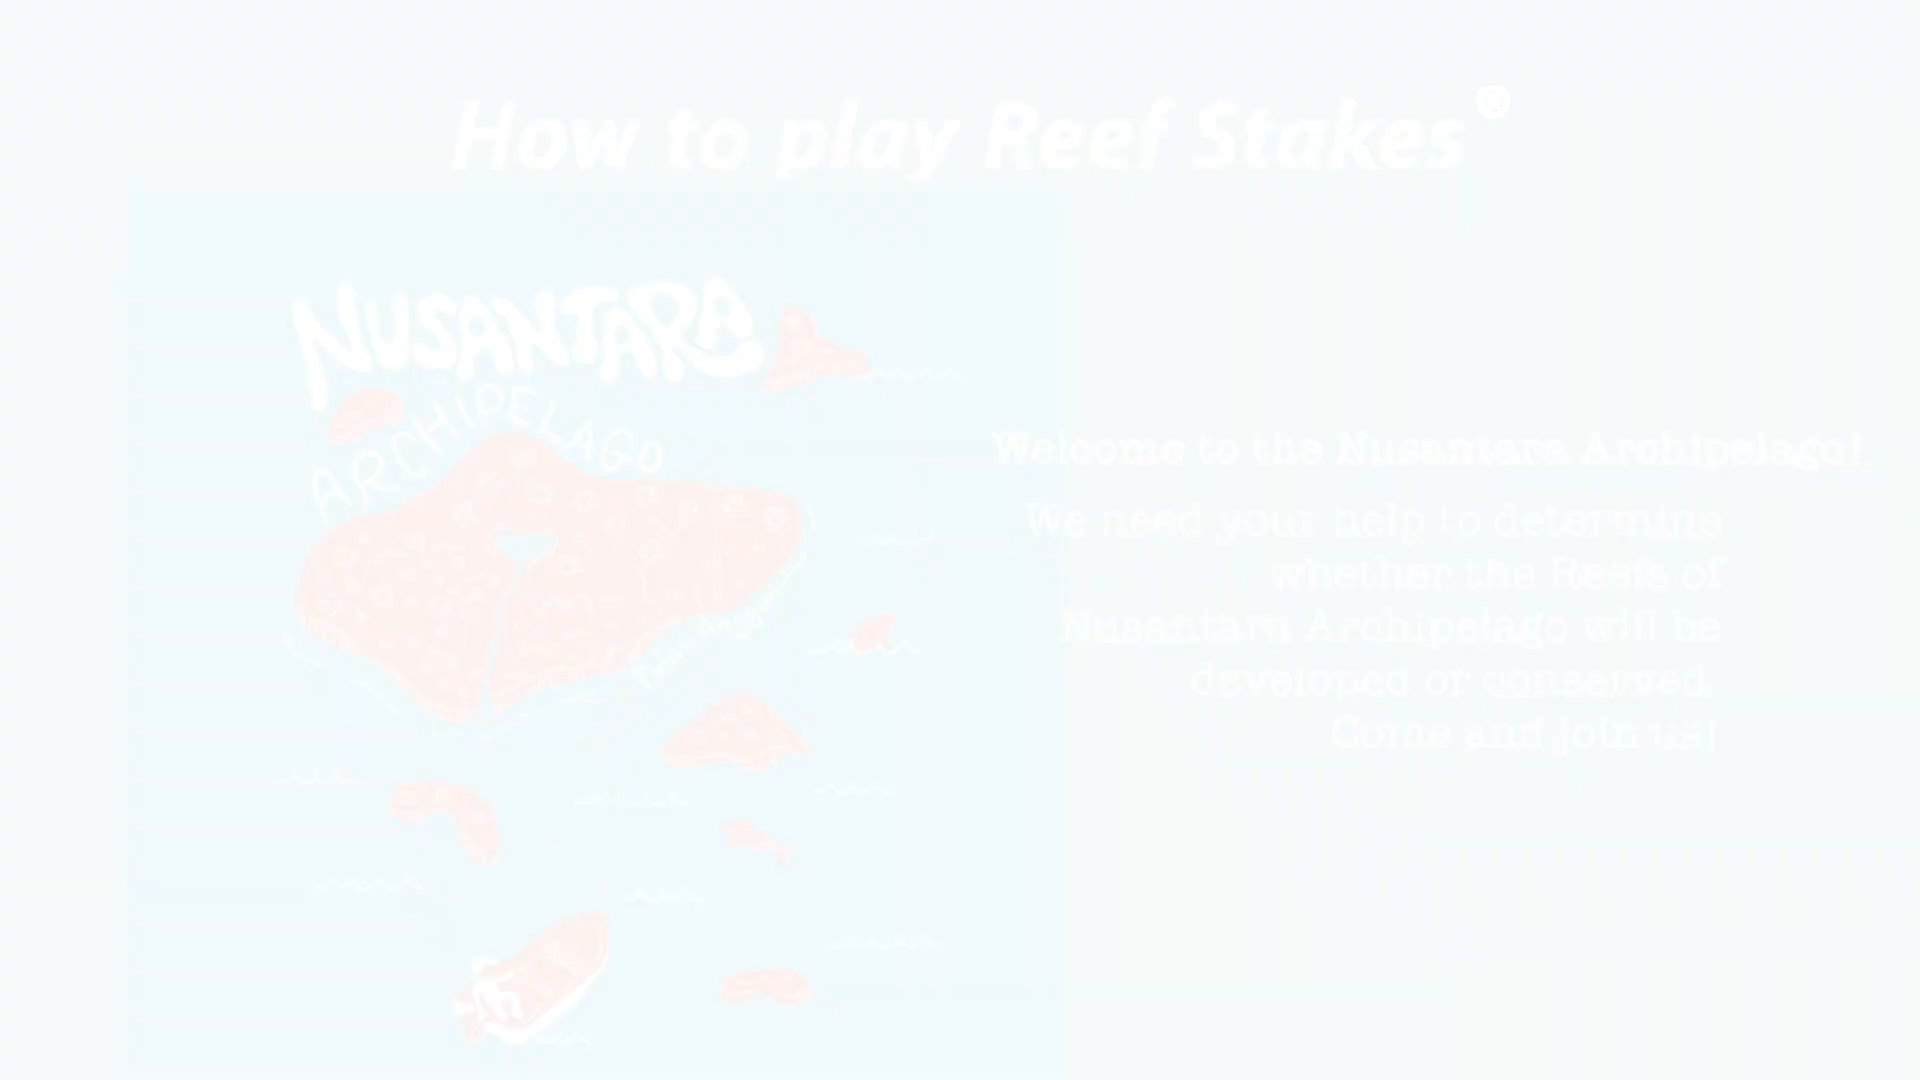 How to play Reef Stakes®
NUSANTARA
ARCHIPELAGO
Welcome to the Nusantara Archipelago!
We need your help to determine
whether the Reefs of
Nusantara Archipelago will be
developed or conserved
Come and join us!